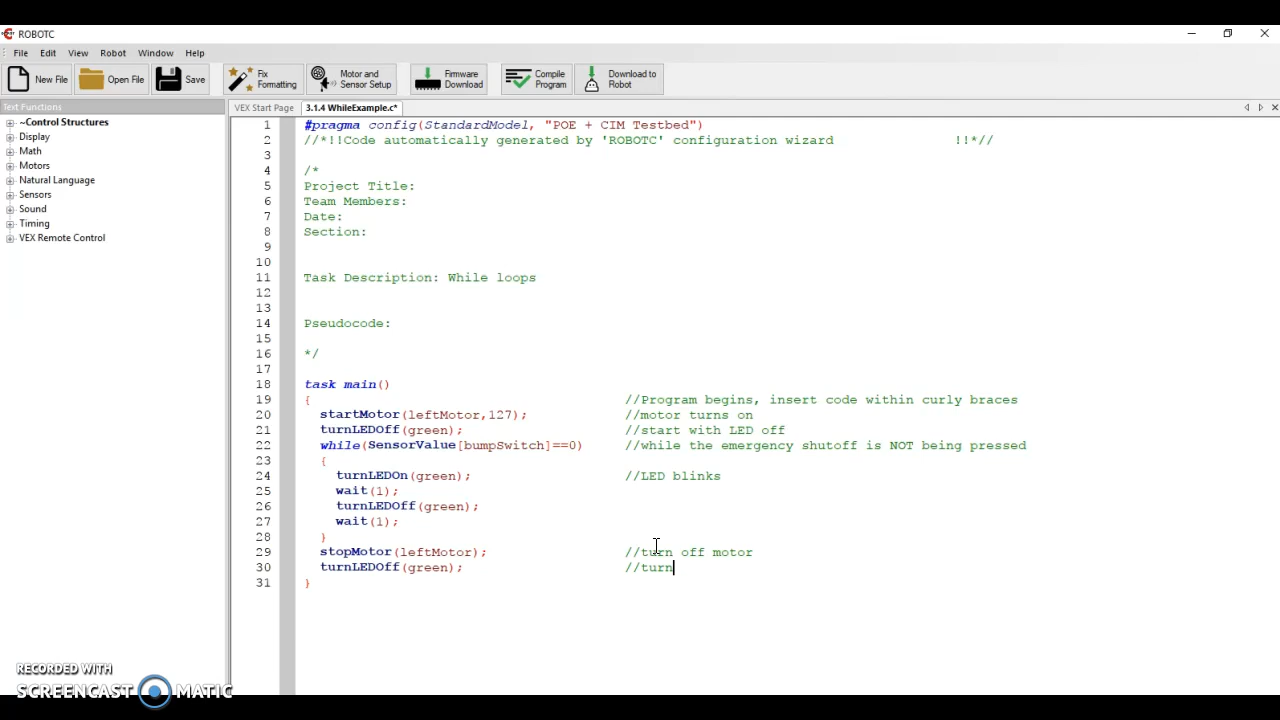 ROBOTC
File Edit View Robot Window Help
New File Open File Save Fix Formatting Motor and Sensor Setup Firmware Download Compile Program Download to Robot
Text Functions
VEX Start Page 3.1.4 WhileExample.c*
~Control Structures
Display
Math
Motors
Natural Language
Sensors
Sound
Timing
VEX Remote Control
1 #pragma config(StandardModel, "POE + CIM Testbed")
2 //*!!Code automatically generated by 'ROBOTC' configuration wizard !!*//
3
4 /*
5 Project Title:
6 Team Members:
7 Date:
8 Section:
9
10
11 Task Description: While loops
12
13
14 Pseudocode:
15
16 */
17
18 task main()
19 { //Program begins, insert code within curly braces
20 startMotor(leftMotor,127); //motor turns on
21 turnLEDOff(green); //start with LED off
22 while(SensorValue[bumpSwitch]==0) //while the emergency shutoff is NOT being pressed
23 {
24 turnLEDOn(green); //LED blinks
25 wait(1);
26 turnLEDOff(green);
27 wait(1);
28 }
29 stopMotor(leftMotor); //turn off motor
30 turnLEDOff(green); //turn
31 }
RECORDED WITH
SCREENCAST MATIC